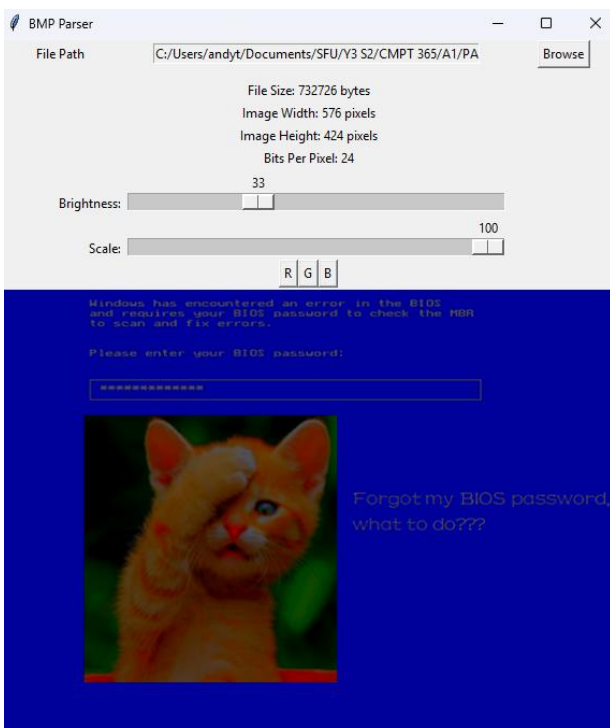 BMP Parser
File Path
C:/Users/andyt/Documents/SFU/Y3 S2/CMPT 365/A1/PA
Browse
File Size: 732726 bytes
Image Width: 576 pixels
Image Height: 424 pixels
Bits Per Pixel: 24
33
Brightness:
100
Scale:
R G B
Windows has encountered an error in the BIOS
and requires your BIOS password to check the MBR
to scan and fix errors.
Please enter your BIOS password:
*************
Forgot my BIOS password,
what to do???